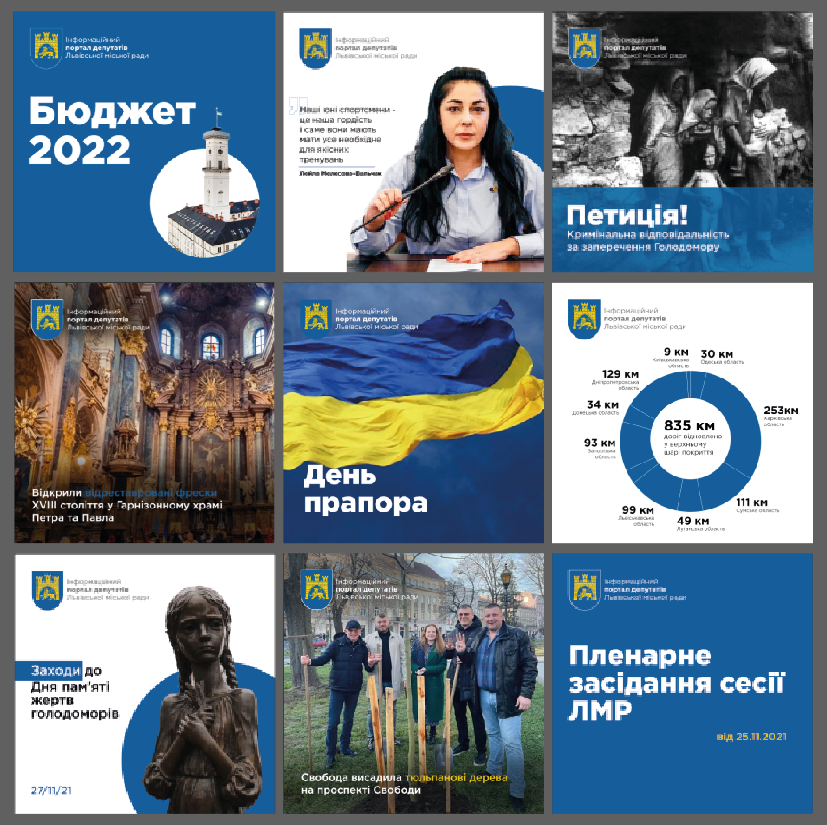 Інформаційний
портал депутатів
Львівської міської ради
Бюджет
2022
Інформаційний
портал депутатів
Львівської міської ради
Наші юні спортсмени -
це наша гордість
і саме вони мають
мати усе необхідне
для якісних
тренувань
Інформаційний
портал депутатів
Львівської міської ради
Петиція!
Кримінальна відповідальність
за заперечення Голодомору
Інформаційний
портал депутатів
Львівської міської ради
Відкрили відреставровані фрески
XVIII століття у Гарнізонному храмі
Петра та Павла
Інформаційний
портал депутатів
Львівської міської ради
День
прапора
Інформаційний
портал депутатів
Львівської міської ради
9 км
область
30 км
Одеська область
129 км
Дніпропетровська
область
34 км
Донецька область
253км
Харківська
область
835 км
доріг відновлено
у верхньому
шарі покриття
93 км
область
99 км
область
111 км
Сумська область
49 км
Луганська область
Інформаційний
портал депутатів
Львівської міської ради
Заходи до
Дня пам'яті
жертв
голодоморів
27/11/21
Інформаційний
портал депутатів
Львівської міської ради
Свобода висадила тюльпанові дерева
на проспекті Свободи
Інформаційний
портал депутатів
Львівської міської ради
Пленарне
засідання сесії
ЛМР
від 25.11.2021